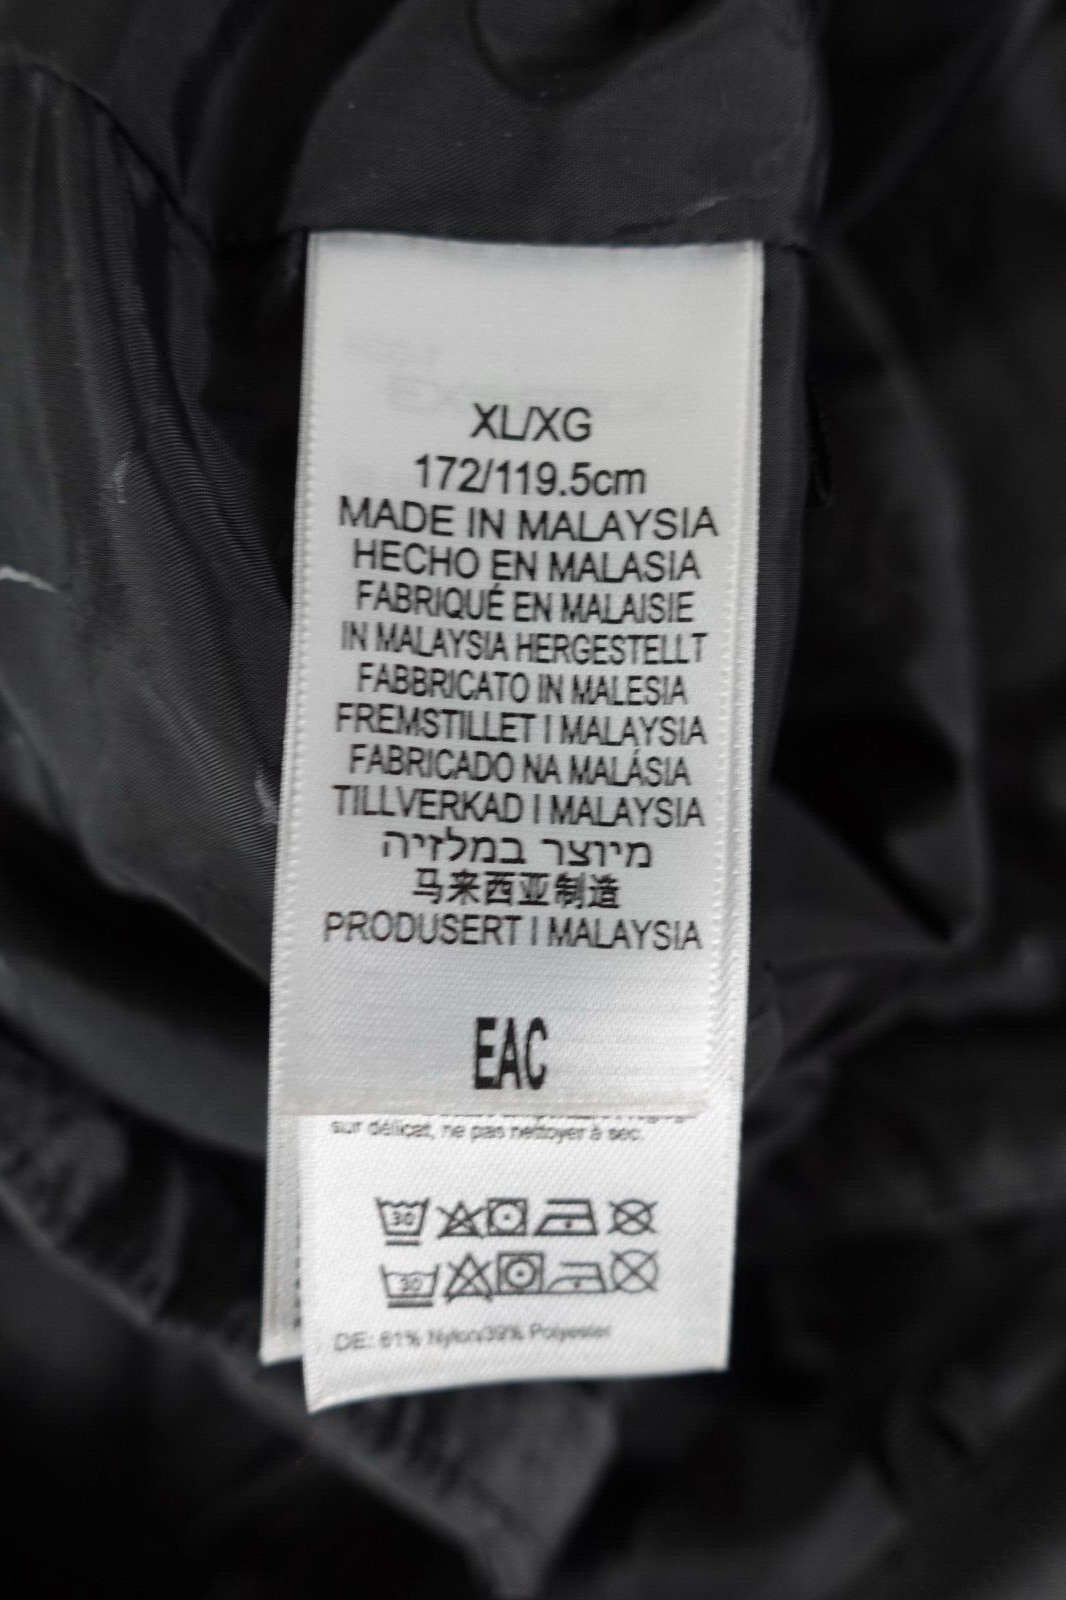 XL/XG
172/119.5cm
MADE IN MALAYSIA
HECHO EN MALASIA
FABRIQUÉ EN MALAISIE
IN MALAYSIA HERGESTELLT
FABBRICATO IN MALESIA
FREMSTILLET I MALAYSIA
FABRICADO NA MALÁSIA
TILLVERKAD I MALAYSIA
מיוצר במלזיה
马来西亚制造
PRODUSERT I MALAYSIA
EAC
sur délicat, ne pas nettoyer à sec.
30
30
DE: 61% Nylon/39% Polyester